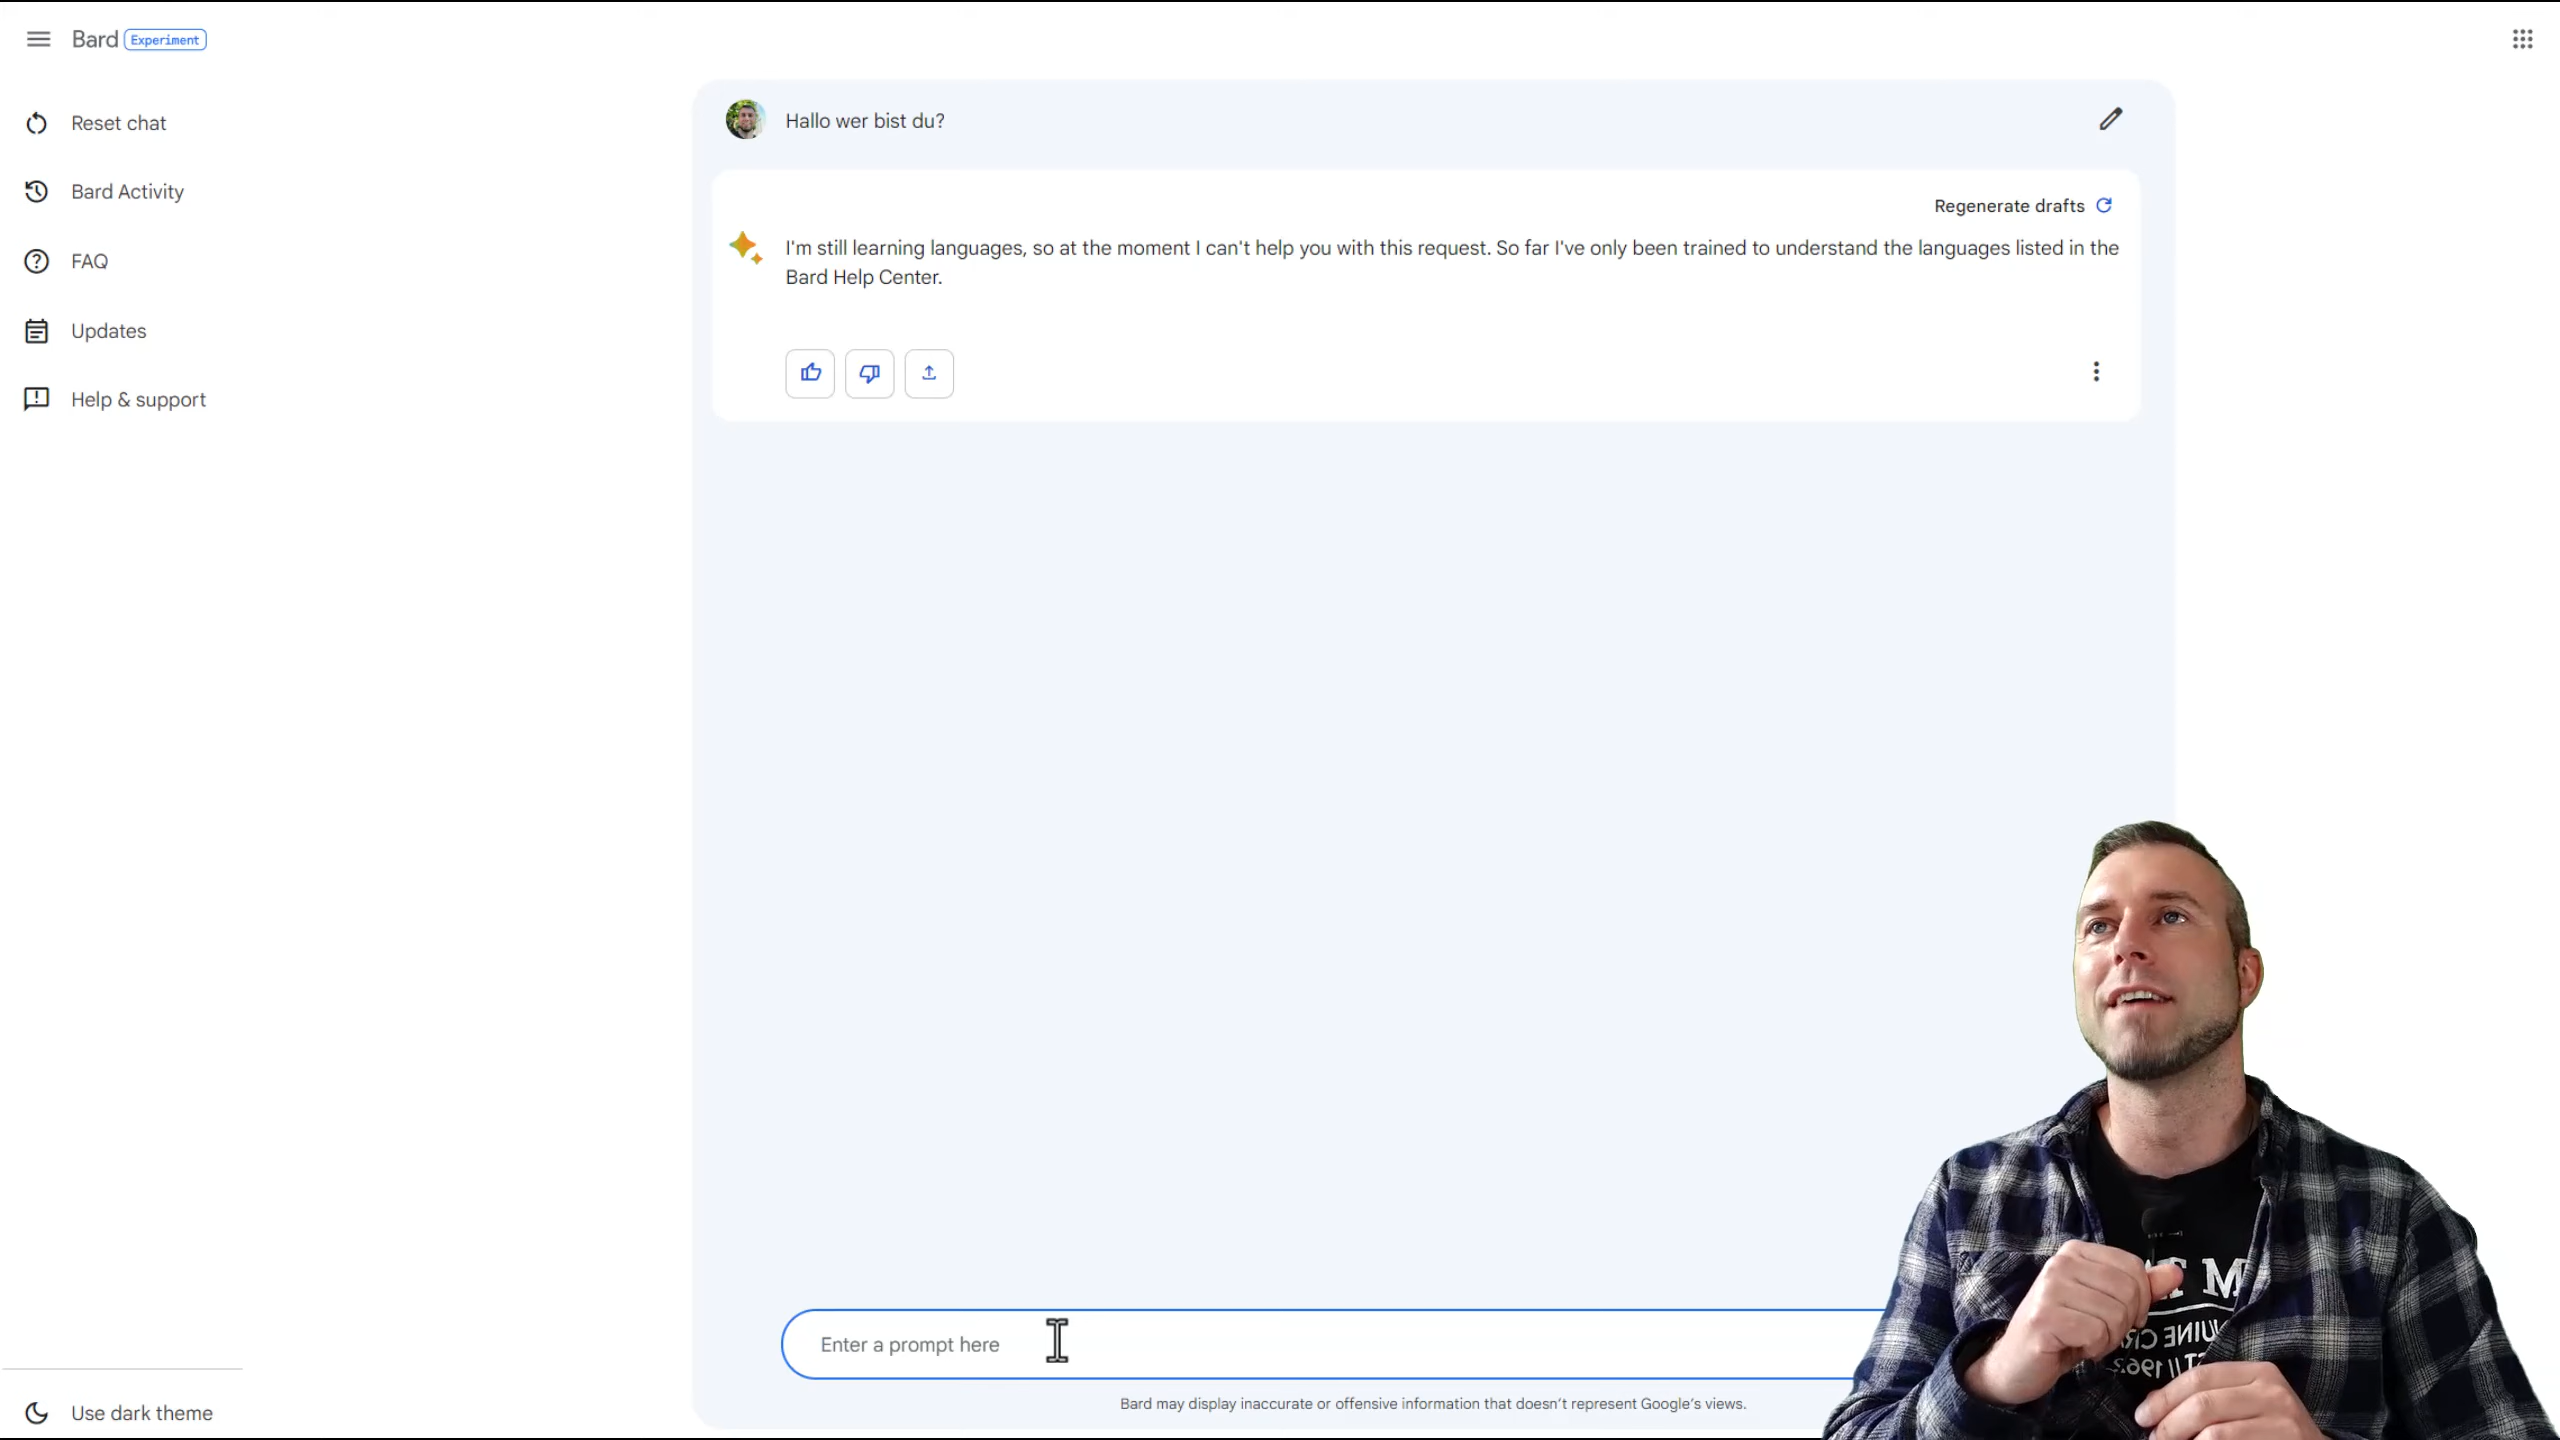 Bard Experiment
Reset chat
Bard Activity
FAQ
Updates
Help & support
Hallo wer bist du?
Regenerate drafts
I'm still learning languages, so at the moment I can't help you with this request. So far I've only been trained to understand the languages listed in the
Bard Help Center.
Enter a prompt here
Bard may display inaccurate or offensive information that doesn't represent Google's views.
Use dark theme